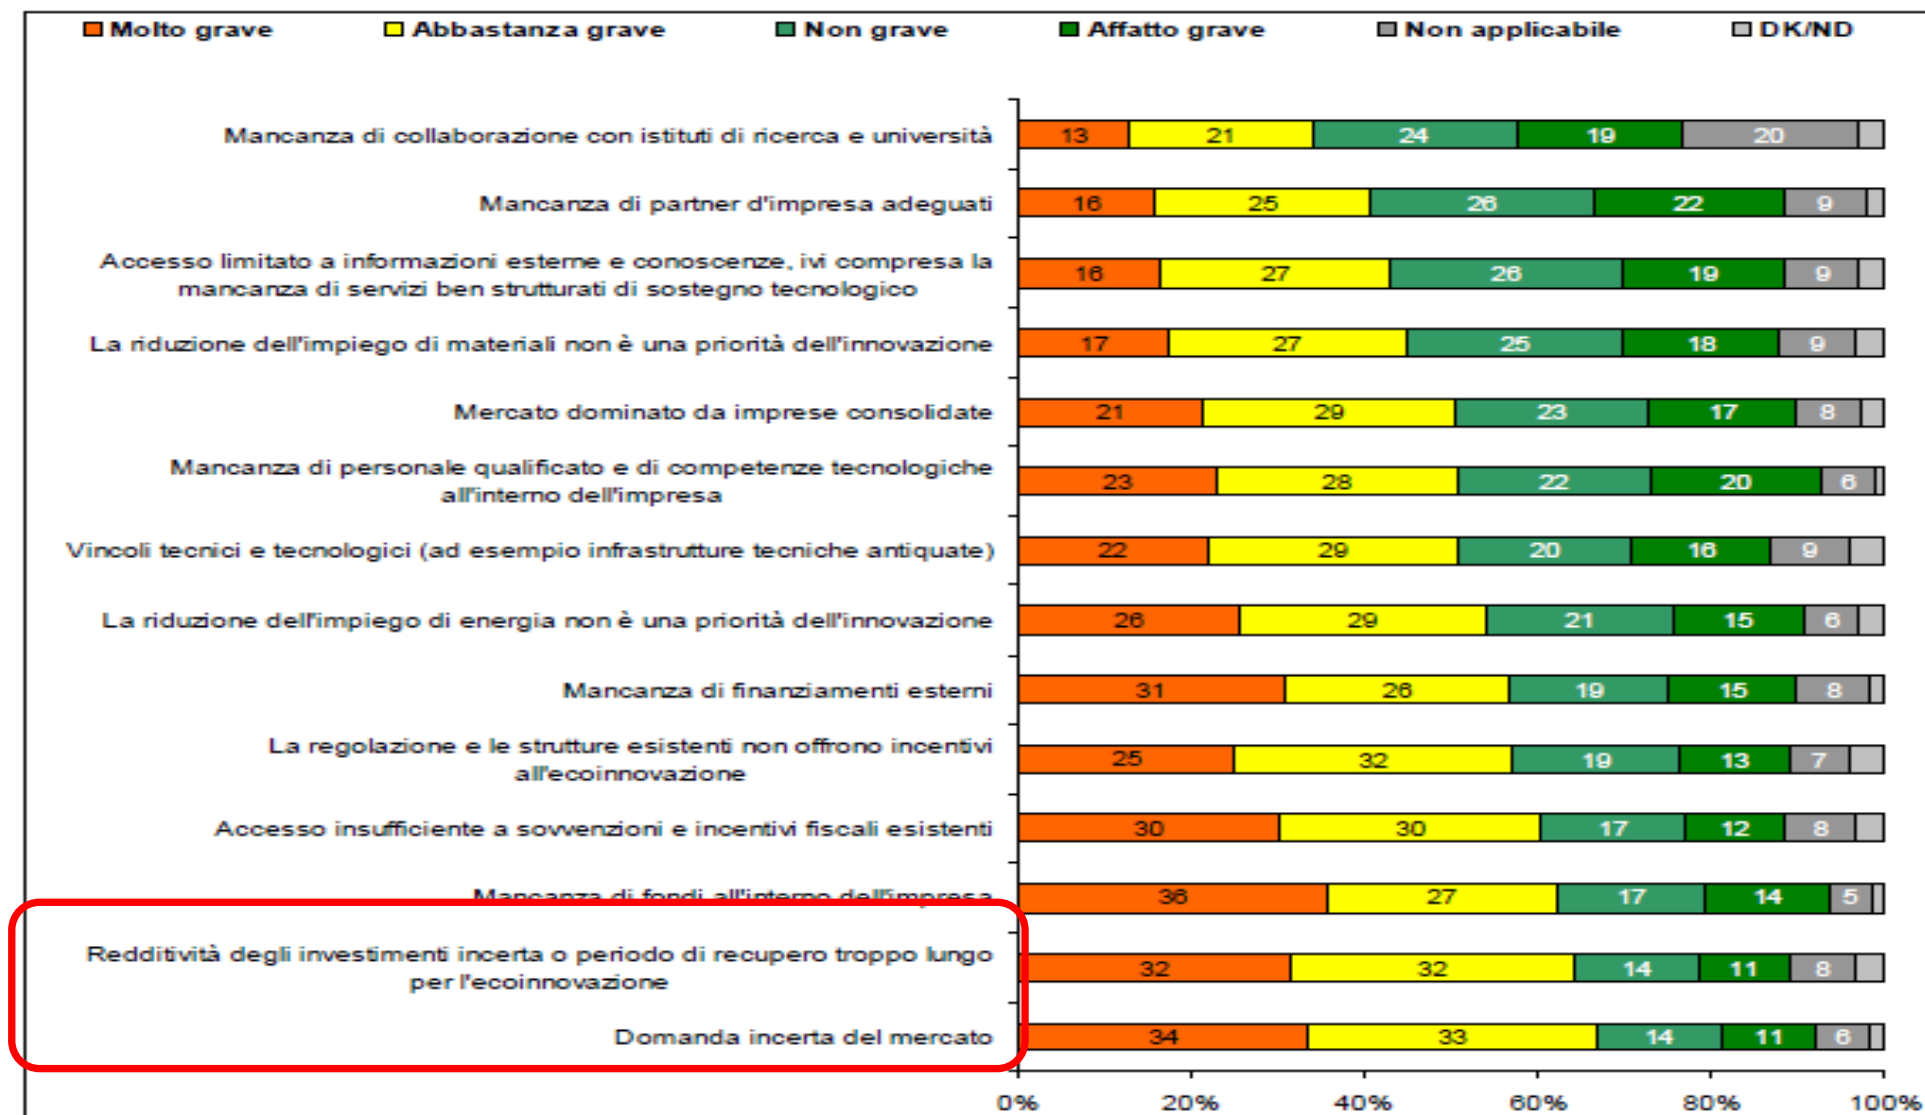 Molto grave Abbastanza grave Non grave Affatto grave Non applicabile DK/ND
Mancanza di collaborazione con istituti di ricerca e università 13 21 24 19 20
Mancanza di partner d'impresa adeguati 16 25 26 22 9
Accesso limitato a informazioni esterne e conoscenze, ivi compresa la
mancanza di servizi ben strutturati di sostegno tecnologico 16 27 26 19 9
La riduzione dell'impiego di materiali non è una priorità dell'innovazione 17 27 25 18 9
Mercato dominato da imprese consolidate 21 29 23 17 8
Mancanza di personale qualificato e di competenze tecnologiche
all'interno dell'impresa 23 28 22 20 6
Vincoli tecnici e tecnologici (ad esempio infrastrutture tecniche antiquate) 22 29 20 16 9
La riduzione dell'impiego di energia non è una priorità dell'innovazione 26 29 21 15 6
Mancanza di finanziamenti esterni 31 26 19 15 8
La regolazione e le strutture esistenti non offrono incentivi
all'ecoinnovazione 25 32 19 13 7
Accesso insufficiente a sovvenzioni e incentivi fiscali esistenti 30 30 17 12 8
Mancanza di fondi all'interno dell'impresa 36 27 17 14 5
Redditività degli investimenti incerta o periodo di recupero troppo lungo
per l'ecoinnovazione 32 32 14 11 8
Domanda incerta del mercato 34 33 14 11 6
0% 20% 40% 60% 80% 100%